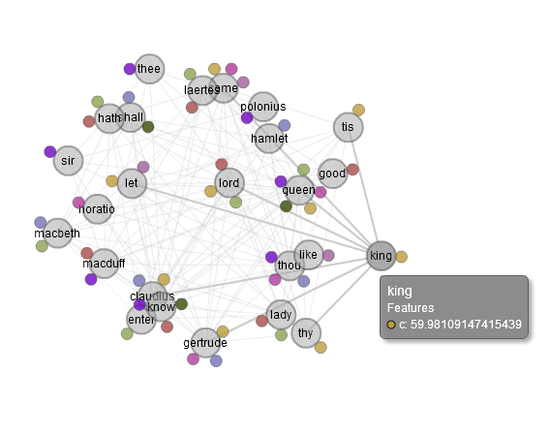 thee
laertes
come
polonius
hath
shall
hamlet
tis
sir
let
lord
queen
good
horatio
macbeth
macduff
thou
like
king
king
Features
c: 59.98109147415439
claudius
know
enter
lady
thy
gertrude